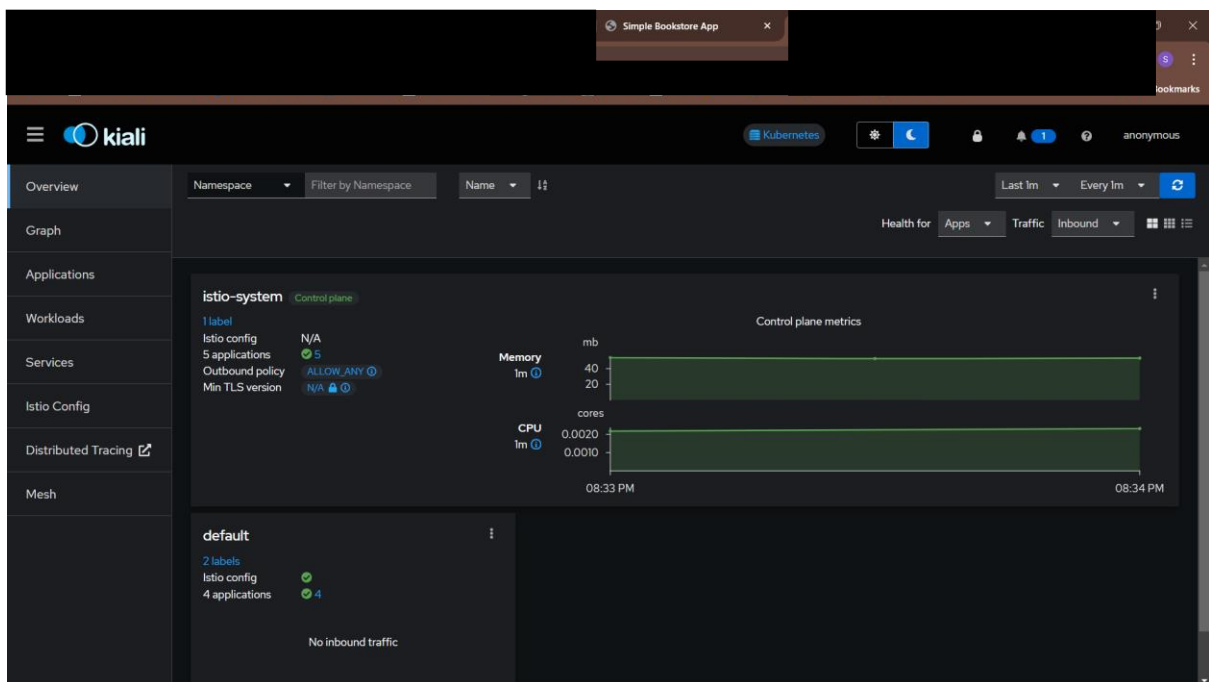 Simple Bookstore App
S
Bookmarks
kiali
Kubernetes
1
anonymous
Overview
Graph
Applications
Workloads
Services
Istio Config
Distributed Tracing
Mesh
Namespace Filter by Namespace Name
Last 1m Every 1m
Health for Apps Traffic Inbound
istio-system Control plane
1 label
Istio config N/A
5 applications 5
Outbound policy ALLOW_ANY
Min TLS version N/A
Control plane metrics
mb
Memory
1m
40
20
cores
CPU
1m
0.0020
0.0010
08:33 PM 08:34 PM
default
2 labels
Istio config
4 applications 4
No inbound traffic